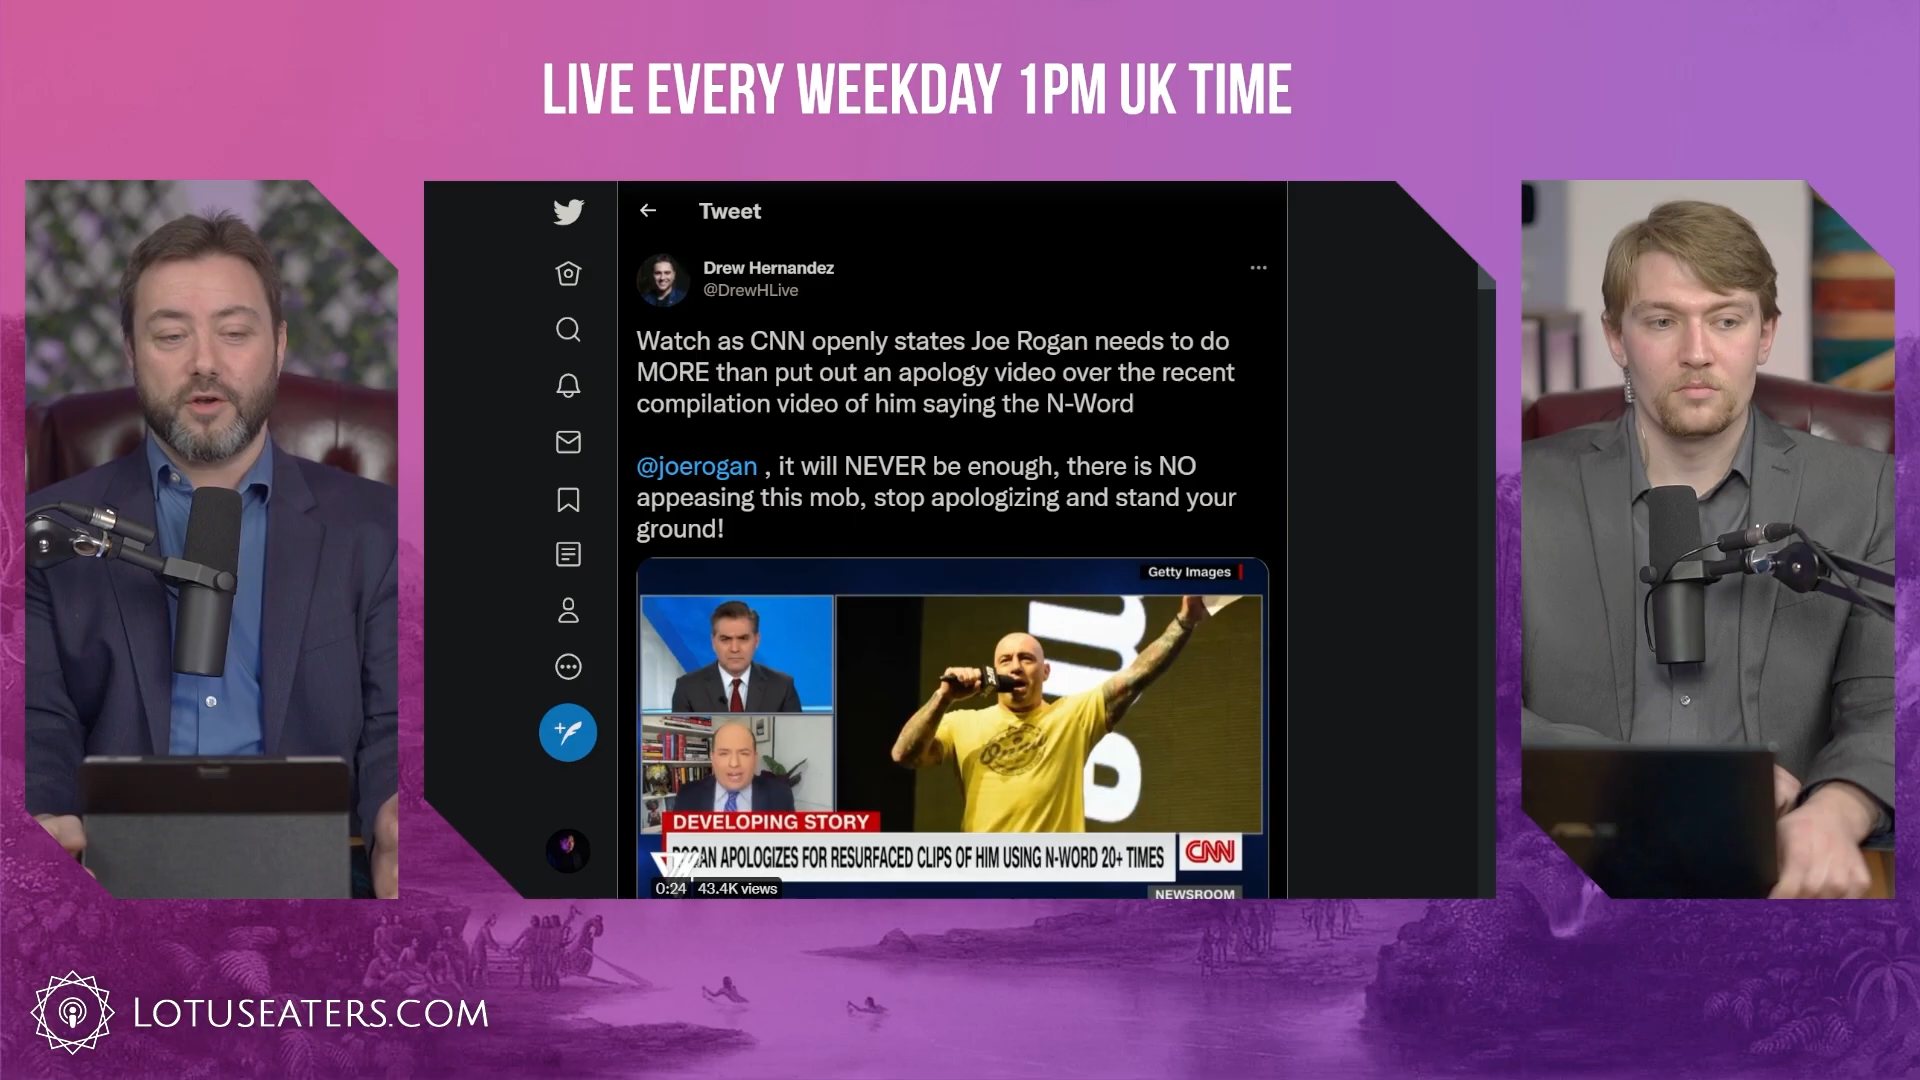 LIVE EVERY WEEKDAY 1PM UK TIME
Tweet
Drew Hernandez
@DrewHLive
Watch as CNN openly states Joe Rogan needs to do
MORE than put out an apology video over the recent
compilation video of him saying the N-Word
@joerogan , it will NEVER be enough, there is NO
appeasing this mob, stop apologizing and stand your
ground!
Getty Images
DEVELOPING STORY
APOLOGIZES FOR RESURFACED CLIPS OF HIM USING N-WORD 20+ TIMES
CNN
0:24 43.4K views
NEWSROOM
LOTUSEATERS.COM